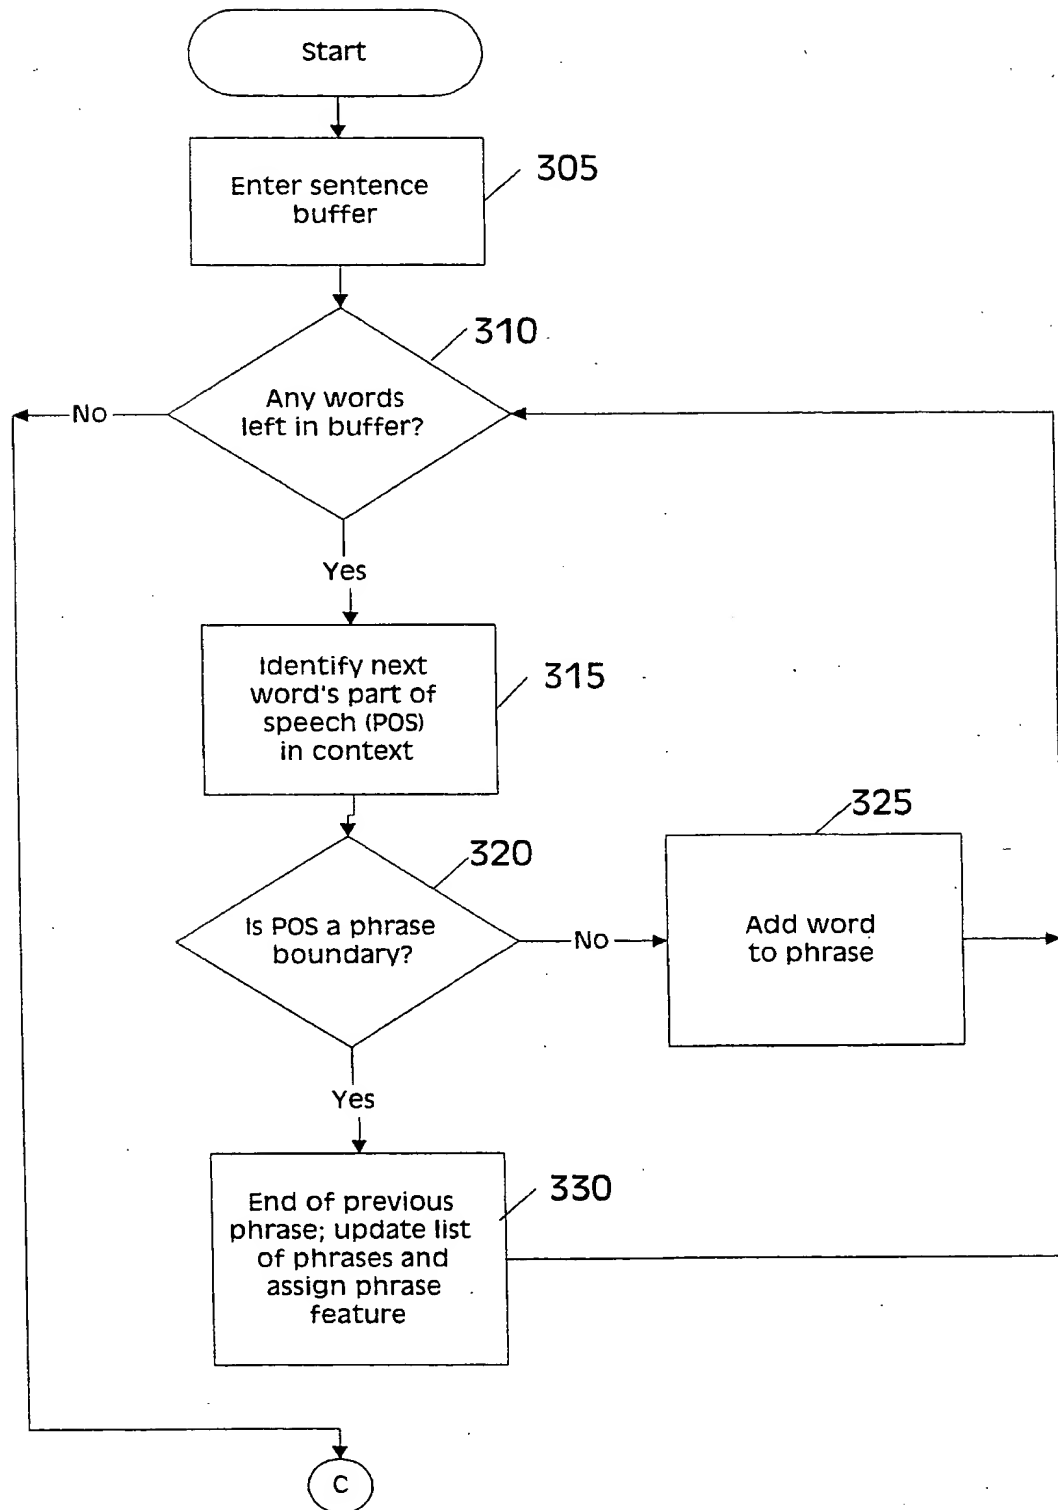 Start
Enter sentence
buffer
305
310
Any words
left in buffer?
No
Yes
Identify next
word's part of
speech (POS)
in context
315
320
Is POS a phrase
boundary?
No
325
Add word
to phrase
Yes
End of previous
phrase; update list
of phrases and
assign phrase
feature
330
C